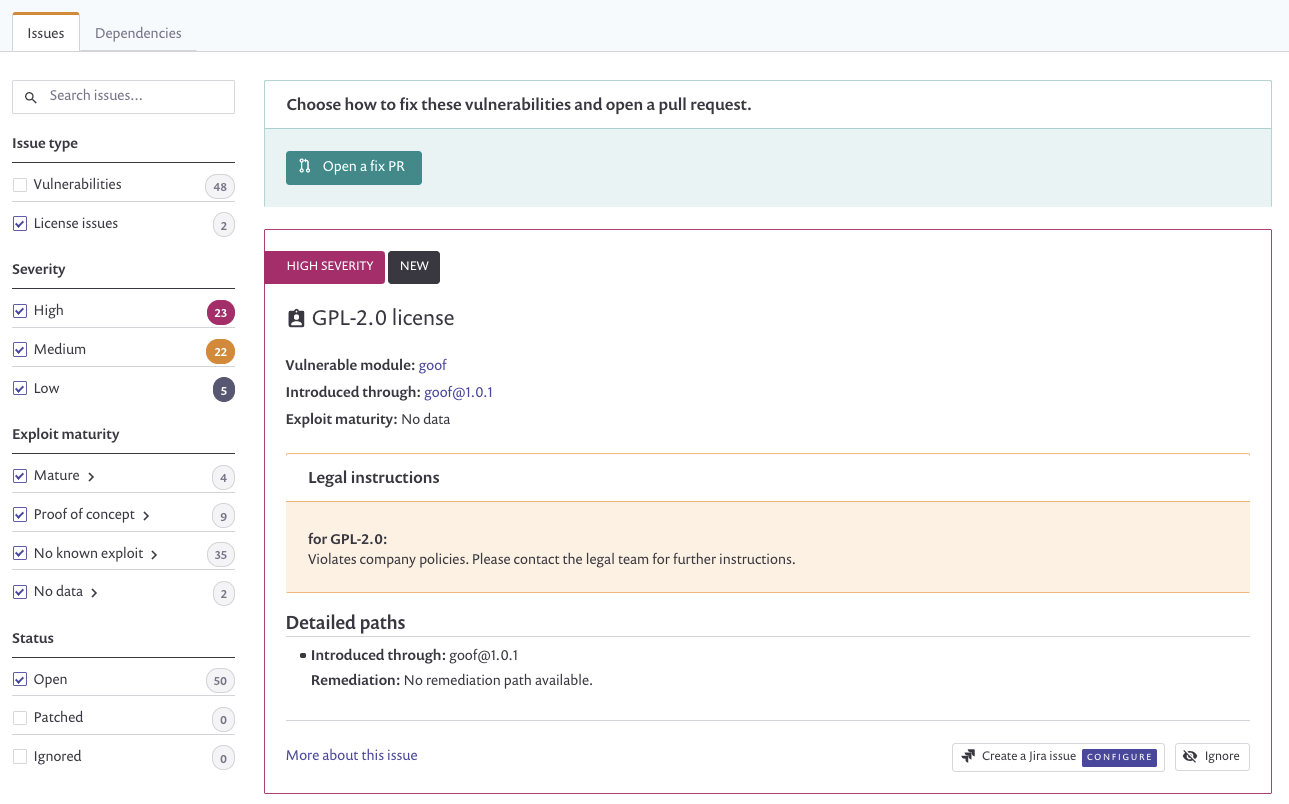 Issues
Dependencies
Search issues...
Issue type
Vulnerabilities 48
License issues 2
Severity
High 23
Medium 22
Low 5
Exploit maturity
Mature 4
Proof of concept 9
No known exploit 35
No data 2
Status
Open 50
Patched 0
Ignored 0
Choose how to fix these vulnerabilities and open a pull request.
Open a fix PR
HIGH SEVERITY
NEW
GPL-2.0 license
Vulnerable module: goof
Introduced through: goof@1.0.1
Exploit maturity: No data
Legal instructions
for GPL-2.0:
Violates company policies. Please contact the legal team for further instructions.
Detailed paths
Introduced through: goof@1.0.1
Remediation: No remediation path available.
More about this issue
Create a Jira issue CONFIGURE
Ignore